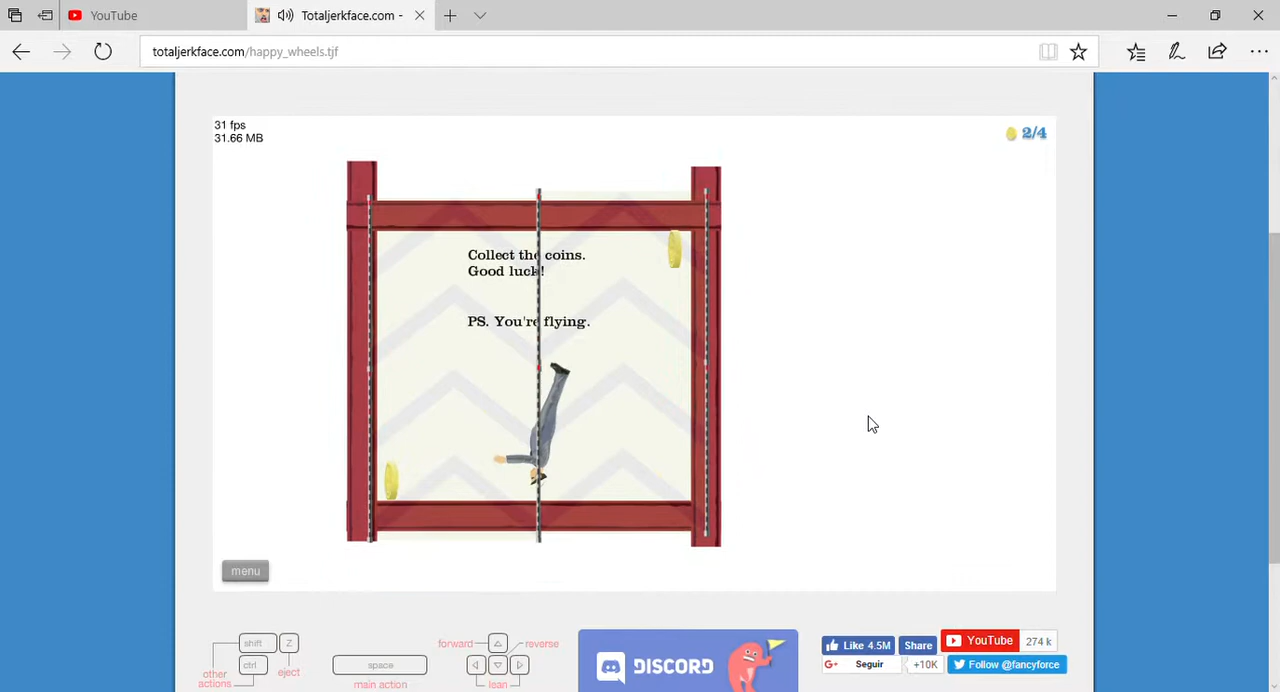 YouTube
Totaljerkface.com -
totaljerkface.com/happy_wheels.tjf
31 fps
31.66 MB
2/4
Collect the coins.
Good luck!
PS. You're flying.
menu
shift
Z
ctrl
eject
other
actions
space
main action
forward
reverse
lean
DISCORD
Like 4.5M
Share
YouTube
274 k
G+
Seguir
+10K
Follow @fancyforce